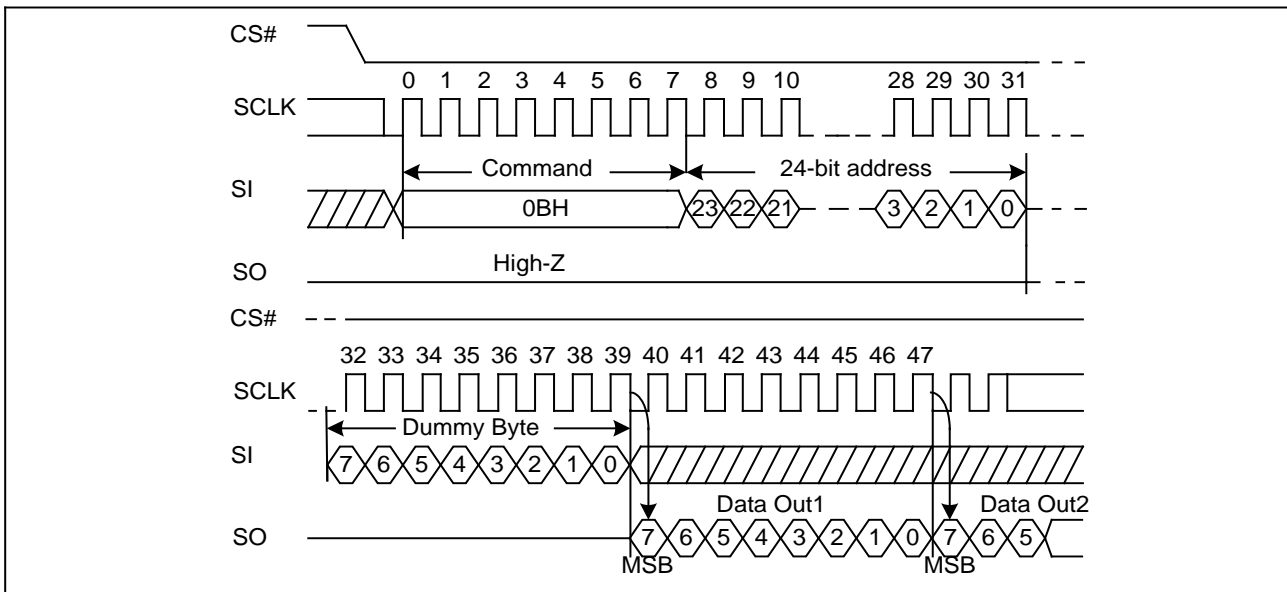 CS#
0 1 2 3 4 5 6 7 8 9 10 28 29 30 31
SCLK
Command 24-bit address
SI
0BH 23 22 21 3 2 1 0
High-Z
SO
CS#
32 33 34 35 36 37 38 39 40 41 42 43 44 45 46 47
SCLK
Dummy Byte
SI
7 6 5 4 3 2 1 0
Data Out1 Data Out2
SO
7 6 5 4 3 2 1 0 7 6 5
MSB MSB